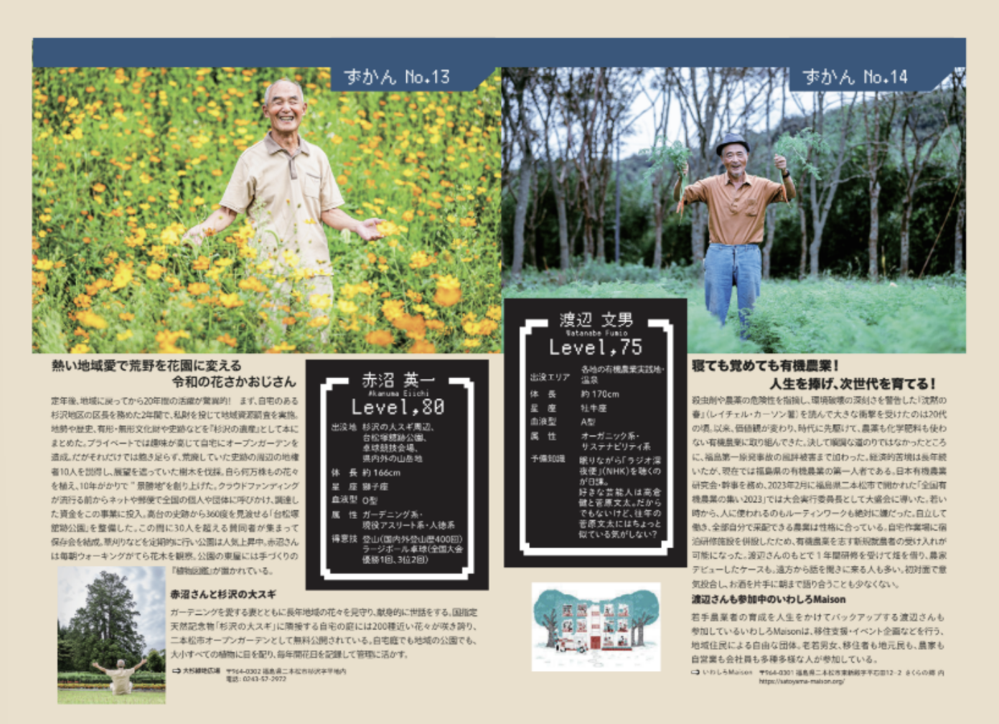 ずかん No.13
熱い地域愛で荒野を花園に変える
令和の花さかおじさん
定年後、地域に戻ってから20年間の活躍が驚異的！　まず、自宅のある
杉沢地区の区長を務めた2年間で、私財を投じて地域資源調査を実施。
地勢や歴史、有形・無形文化財や史跡などを『杉沢の遺産』として本に
まとめた。プライベートでは趣味が高じて自宅にオープンガーデンを
造成。だがそれだけでは飽き足らず、荒廃していた史跡の周辺の地権
者10人を説得し、展望を遮っていた樹木を伐採。自ら何万株もの花々
を植え、10年がかりで“景勝地”を創り上げた。クラウドファンディング
が流行る前からネットや郵便で全国の個人や団体に呼びかけ、調達し
た資金をこの事業に投入。高台の史跡から360度を見渡せる「台松塚
館跡公園」を整備した。この間に30人を超える賛同者が集まって
保存会を結成。草刈りなどを定期的に行い公園は人気上昇中。赤沼さん
は毎朝ウォーキングがてら花木を観察。公園の東屋には手づくりの
『植物図鑑』が置かれている。
赤沼 英一
Akanuma Eiichi
Level,80
出没地 杉沢の大スギ周辺、
台松塚館跡公園、
卓球競技会場、
県内外の山岳地
体　長 約166cm
星　座 獅子座
血液型 O型
属　性 ガーデニング系・
現役アスリート系・人徳系
得意技 登山（国内外登山歴400回）
ラージボール卓球（全国大会
優勝1回、3位2回）
赤沼さんと杉沢の大スギ
ガーデニングを愛する妻とともに長年地域の花々を見守り、献身的に世話をする。国指定
天然記念物「杉沢の大スギ」に隣接する自宅の庭には200種近い花々が咲き誇り、
二本松市オープンガーデンとして無料公開されている。自宅庭でも地域の公園でも、
大小すべての植物に目を配り、毎年開花日を記録して管理に活かす。
⇨ 大杉緑地広場　〒964-0302 福島県二本松市杉沢字平地内
電話：0243-57-2972
ずかん No.14
渡辺 文男
Watanabe Fumio
Level,75
出没エリア 各地の有機農業実践地・
温泉
体　長 約170cm
星　座 牡牛座
血液型 A型
属　性 オーガニック系・
サステナビリティ系
予備知識 眠りながら「ラジオ深
夜便」（NHK）を聴くの
が日課。
好きな芸能人は高倉
健と菅原文太。だから
でもないけど、往年の
菅原文太にはちょっと
似ている気がしない？
寝ても覚めても有機農業！
人生を捧げ、次世代を育てる！
殺虫剤や農薬の危険性を指摘し、環境破壊の深刻さを警告した『沈黙の
春』（レイチェル・カーソン著）を読んで大きな衝撃を受けたのは20代
の頃。以来、価値観が変わり、時代に先駆けて、農薬も化学肥料も使わ
ない有機農業に取り組んできた。決して順調な道のりではなかったところ
に、福島第一原発事故の風評被害まで加わった。経済的苦境は長年続
いたが、現在では福島県の有機農業の第一人者である。日本有機農業
研究会・幹事を務め、2023年2月に福島県二本松市で開かれた「全国有
機農業の集い2023」では大会実行委員長として大盛会に導いた。若い
時から、人に使われるのもルーティンワークも絶対に嫌だった。自立して
働き、全部自分で采配できる農業は性格に合っている。自宅作業場に宿
泊研修施設を併設したため、有機農業を志す新規就農者の受け入れが
可能になった。渡辺さんのもとで1年間研修を受けて畑を借り、農家
デビューしたケースも。遠方から話を聞きに来る人も多い。初対面で意
気投合し、お酒を片手に朝まで語り合うことも少なくない。
渡辺さんも参加中のいわしろMaison
若手農業者の育成を人生をかけてバックアップする渡辺さんも
参加しているいわしろMaisonは、移住支援・イベント企画などを行う、
地域住民による自由な団体。老若男女、移住者も地元民も、農家も
自営業も会社員も多種多様な人が参加している。
⇨ いわしろMaison　〒964-0301 福島県二本松市東新殿字平石田12-2 さくらの郷 内
https://satoyama-maison.org/